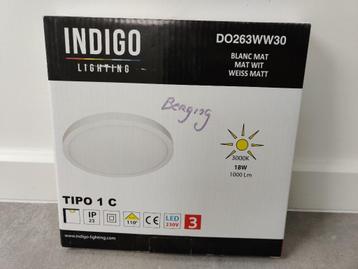 INDIGO
LIGHTING
DO263WW30
BLANC MAT
MAT WIT
WEISS MATT
Berging
3000K
18W
1000 Lm
TIPO 1 C
IP
23
110°
CE
LED
230V
3
www.indigo-lighting.com